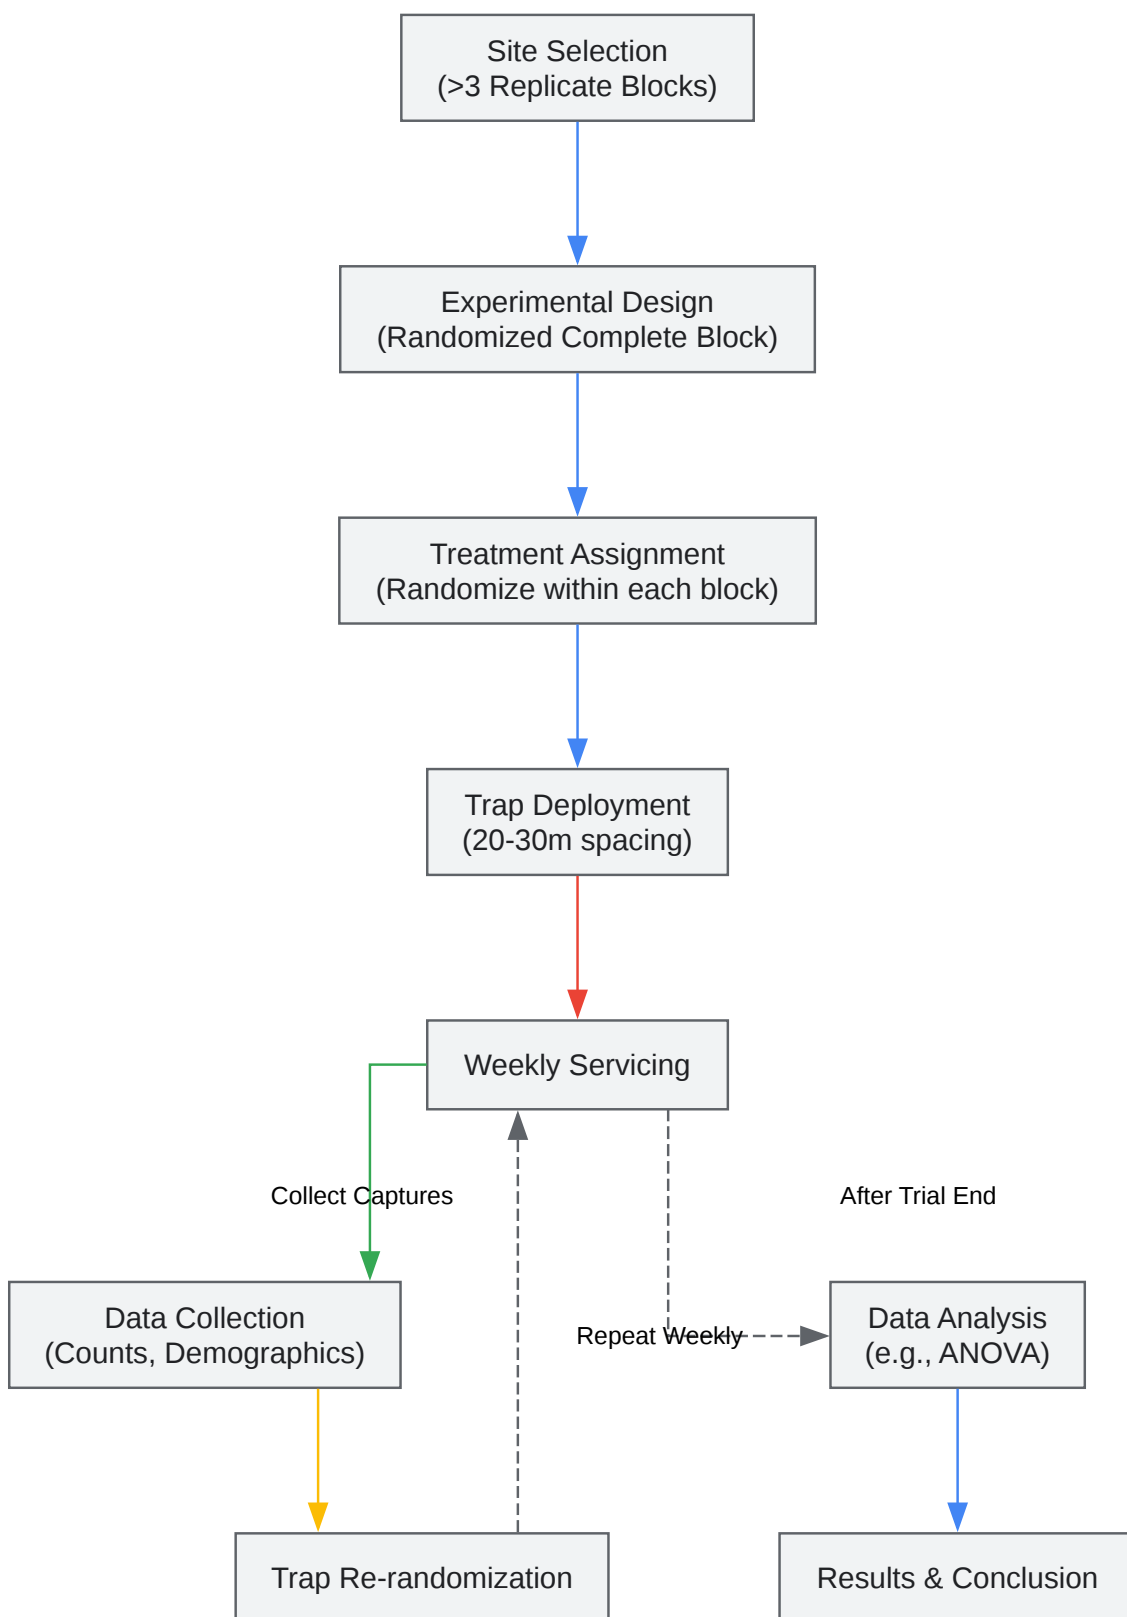 Site Selection
(>3 Replicate Blocks)
Experimental Design
(Randomized Complete Block)
Treatment Assignment
(Randomize within each block)
Trap Deployment
(20-30m spacing)
Weekly Servicing
Collect Captures
After Trial End
Data Collection
(Counts, Demographics)
Repeat Weekly
Data Analysis
(e.g., ANOVA)
Trap Re-randomization
Results & Conclusion